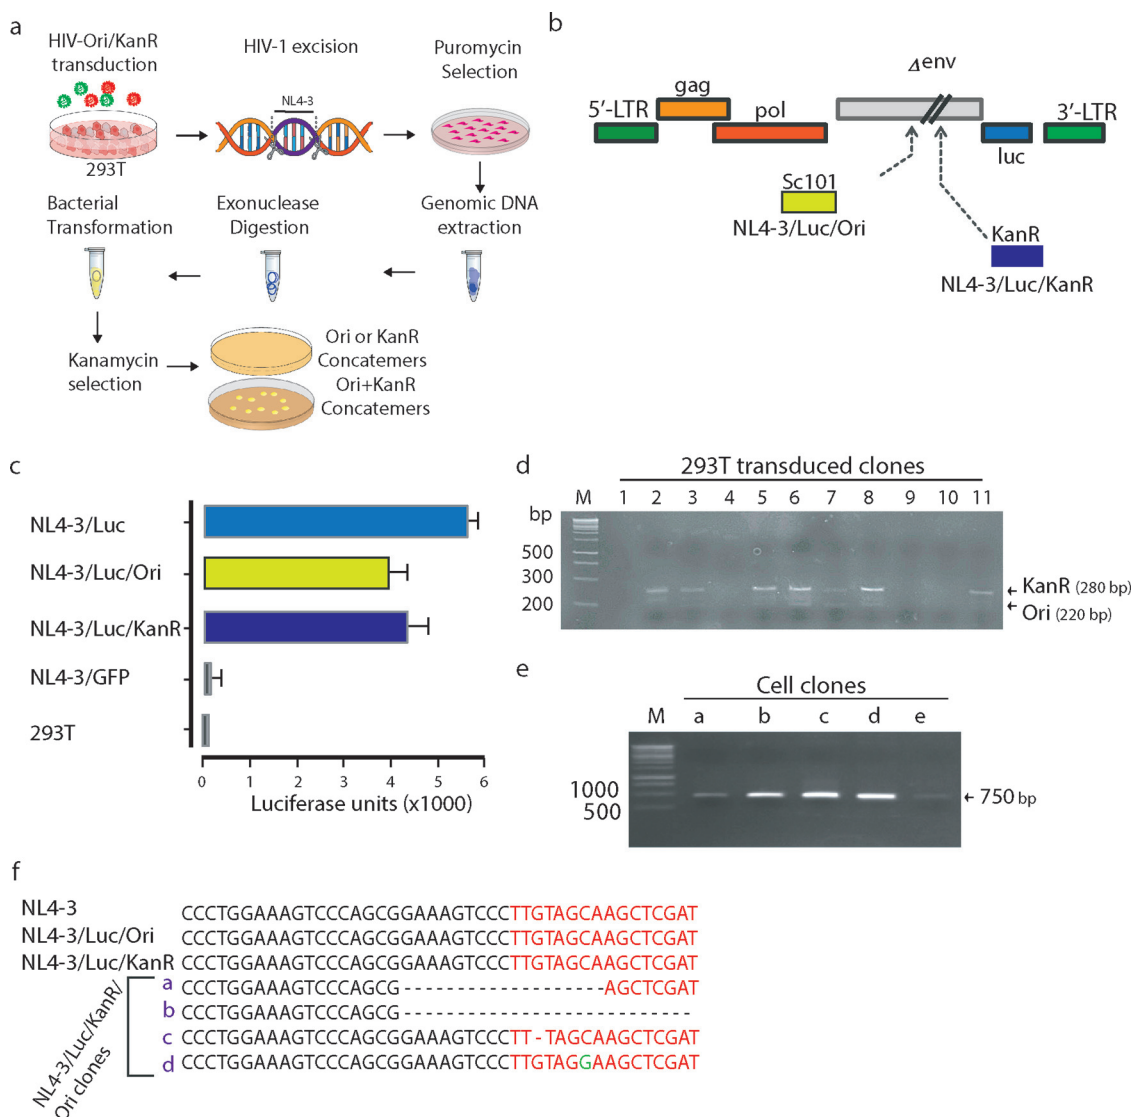 a
HIV-Ori/KanR
transduction
293T
HIV-1 excision
NL4-3
Puromycin
Selection
Bacterial
Transformation
Exonuclease
Digestion
Genomic DNA
extraction
Kanamycin
selection
Ori or KanR
Concatemers
Ori+KanR
Concatemers
b
5'-LTR
gag
pol
Δenv
luc
3'-LTR
Sc101
NL4-3/Luc/Ori
KanR
NL4-3/Luc/KanR
c
NL4-3/Luc
NL4-3/Luc/Ori
NL4-3/Luc/KanR
NL4-3/GFP
293T
0 1 2 3 4 5 6
Luciferase units (x1000)
d
293T transduced clones
M 1 2 3 4 5 6 7 8 9 10 11
bp
500
300
200
KanR (280 bp)
Ori (220 bp)
e
Cell clones
M a b c d e
1000
500
750 bp
f
NL4-3 CCCTGGAAAGTCCCAGCGGAAAGTCCCTTGTAGCAAGCTCGAT
NL4-3/Luc/Ori CCCTGGAAAGTCCCAGCGGAAAGTCCCTTGTAGCAAGCTCGAT
NL4-3/Luc/KanR CCCTGGAAAGTCCCAGCGGAAAGTCCCTTGTAGCAAGCTCGAT
NL4-3/Luc/KanR/
Ori clones
a CCCTGGAAAGTCCCAGCG------------------AGCTCGAT
b CCCTGGAAAGTCCCAGCG--------------------------
c CCCTGGAAAGTCCCAGCGGAAAGTCCCTT-TAGCAAGCTCGAT
d CCCTGGAAAGTCCCAGCGGAAAGTCCCTTGTAGGAAGCTCGAT